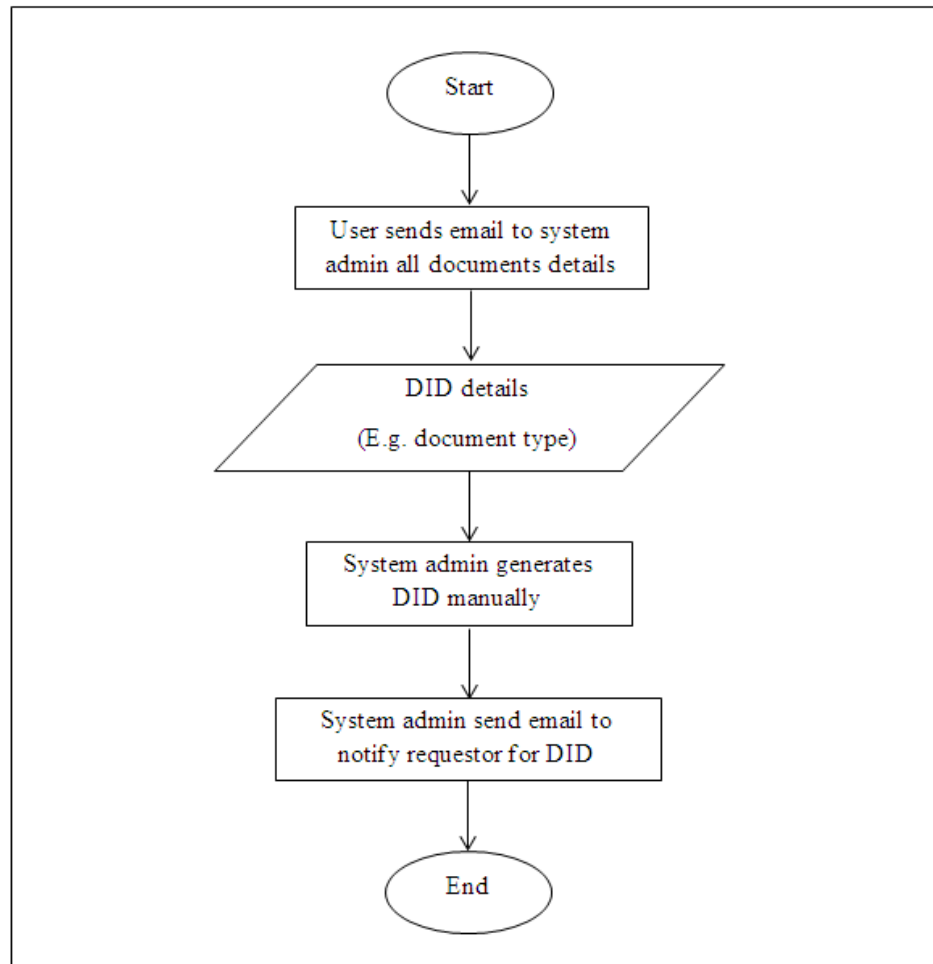 Start
User sends email to system
admin all documents details
DID details
(E.g. document type)
System admin generates
DID manually
System admin send email to
notify requestor for DID
End